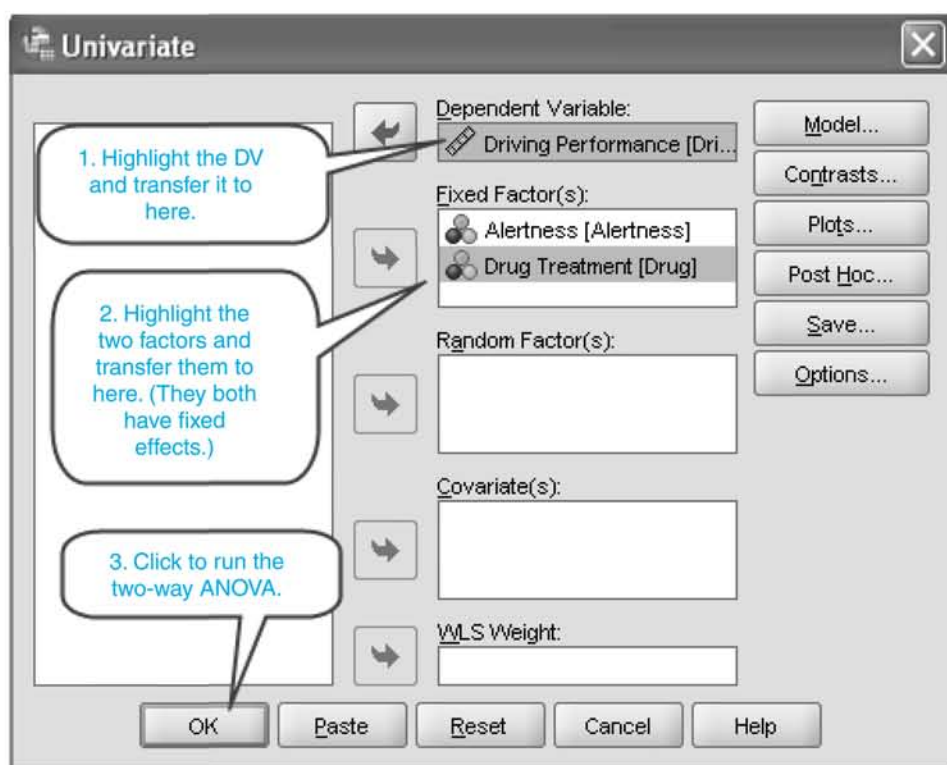 Univariate
Dependent Variable:
Driving Performance [Dri...
1. Highlight the DV
and transfer it to
here.
Fixed Factor(s):
Alertness [Alertness]
Drug Treatment [Drug]
2. Highlight the
two factors and
transfer them to
here. (They both
have fixed
effects.)
Random Factor(s):
Covariate(s):
3. Click to run the
two-way ANOVA.
WLS Weight:
Model...
Contrasts...
Plots...
Post Hoc...
Save...
Options...
OK
Paste
Reset
Cancel
Help